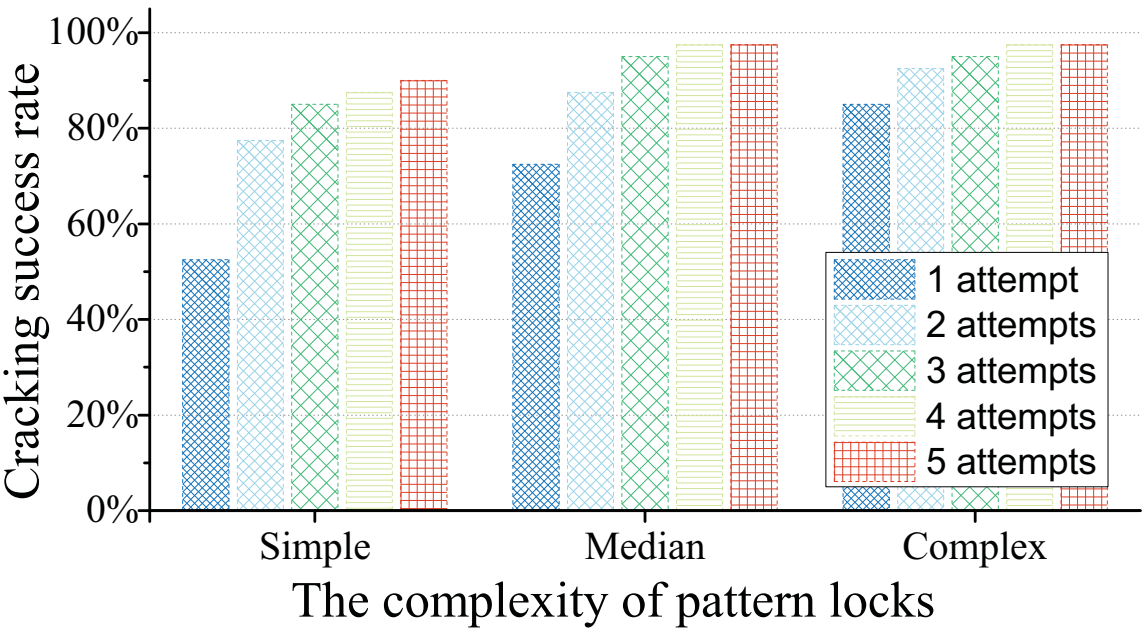 Cracking success rate
100%
80%
60%
40%
20%
0%
1 attempt
2 attempts
3 attempts
4 attempts
5 attempts
Simple Median Complex
The complexity of pattern locks